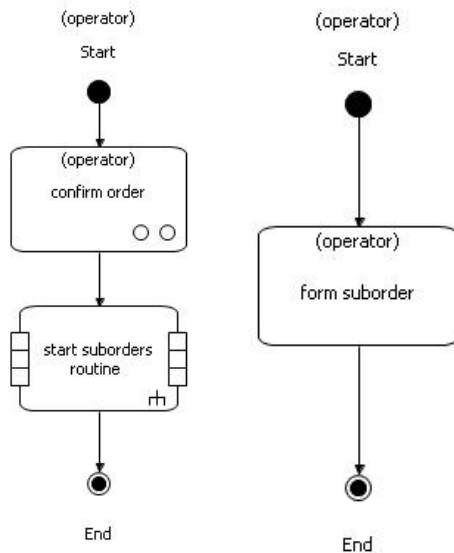 (operator)
Start
(operator)
confirm order
start suborders
routine
End
(operator)
Start
(operator)
form suborder
End